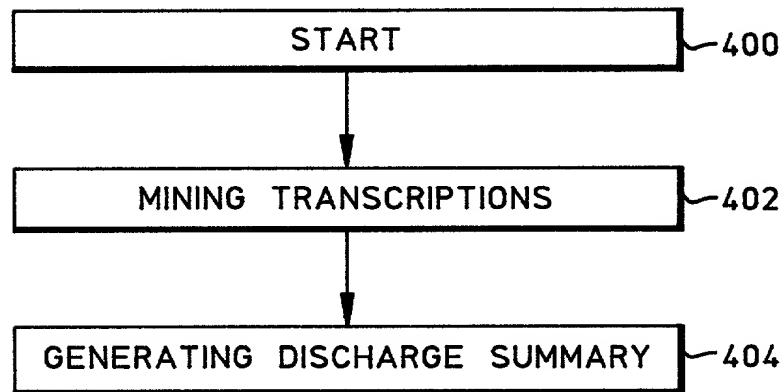 START 400
MINING TRANSCRIPTIONS 402
GENERATING DISCHARGE SUMMARY 404